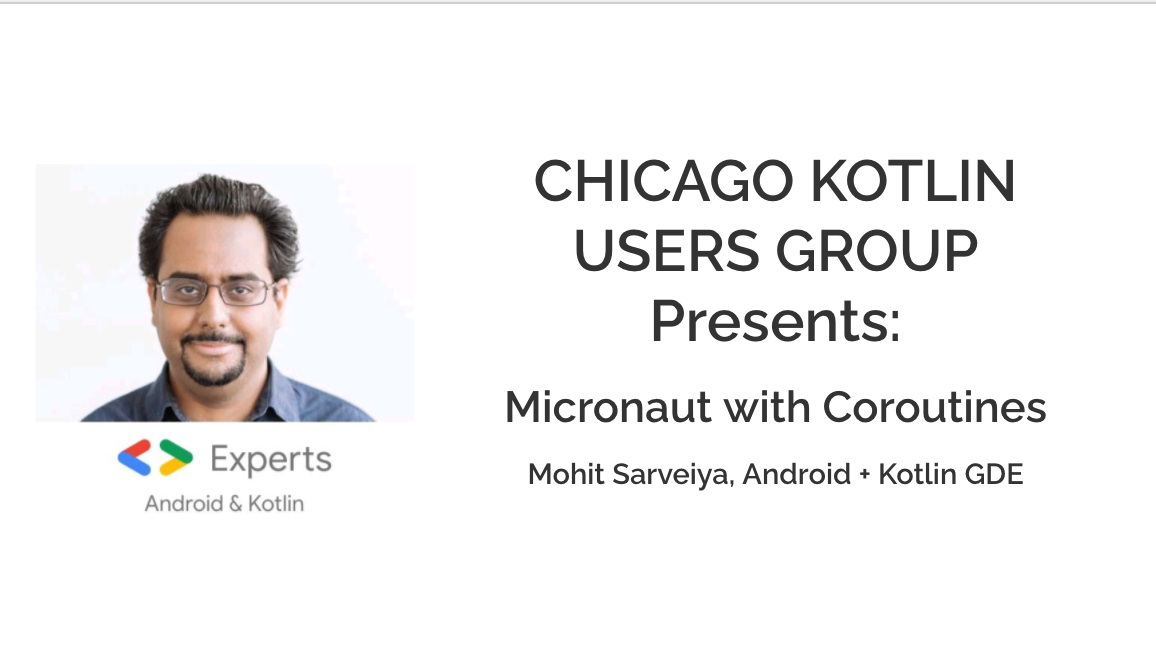 CHICAGO KOTLIN
USERS GROUP
Presents:
Micronaut with Coroutines
Mohit Sarveiya, Android + Kotlin GDE
Experts
Android & Kotlin